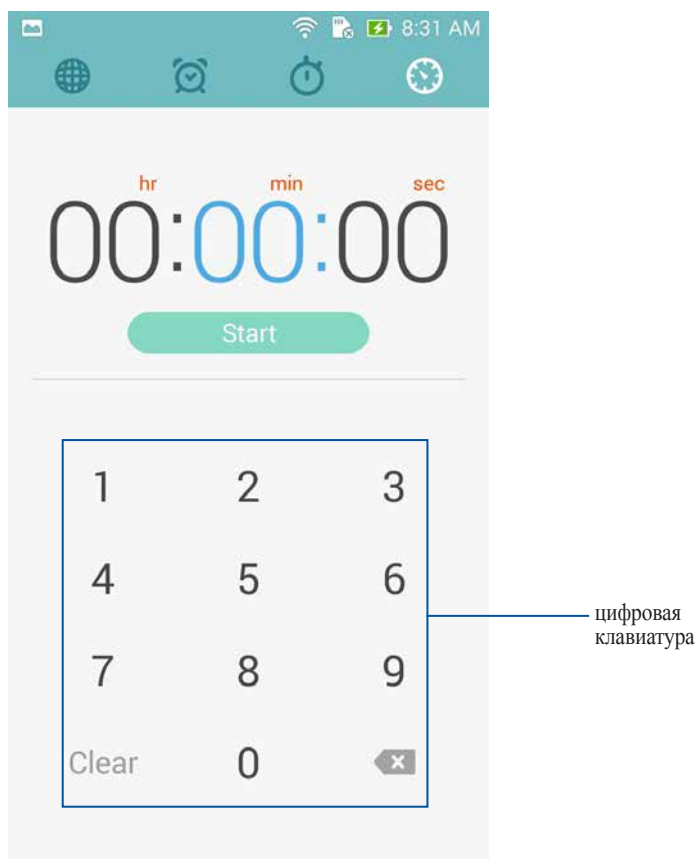 8:31 AM
hr min sec
00:00:00
Start
1 2 3
4 5 6
цифровая
клавиатура
7 8 9
Clear 0